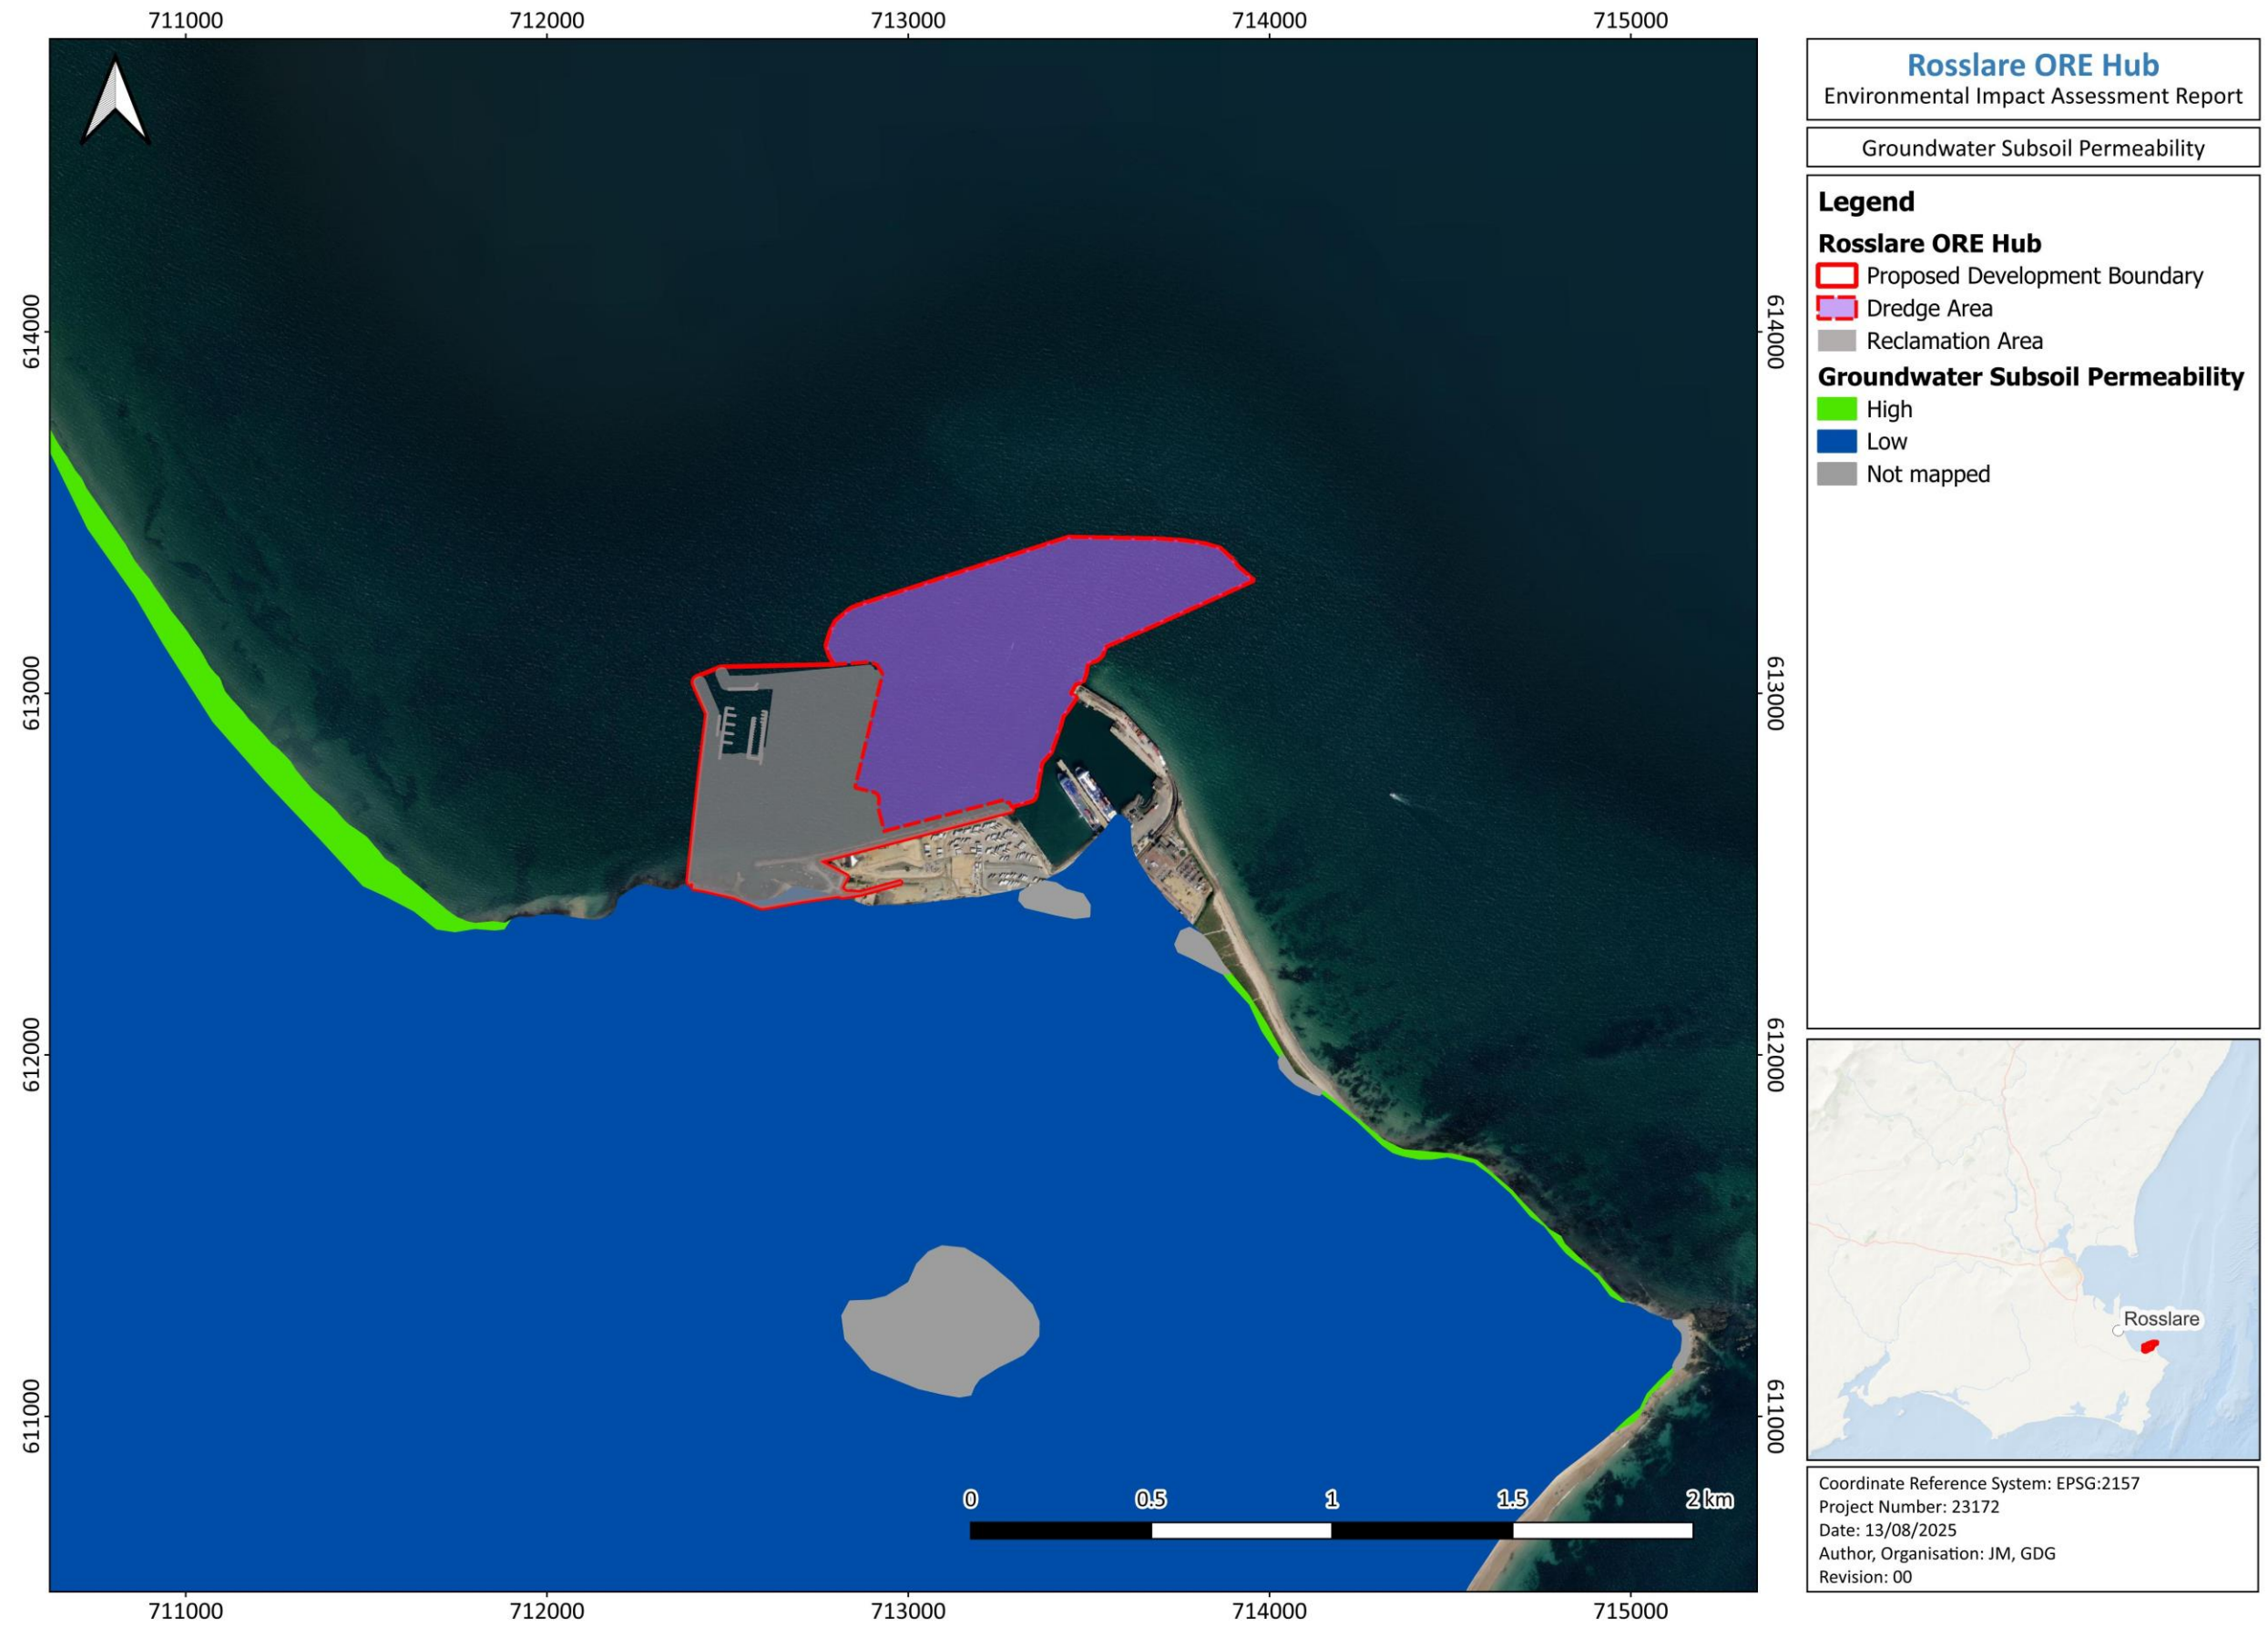 711000 712000 713000 714000 715000
Rosslare ORE Hub
Environmental Impact Assessment Report
Groundwater Subsoil Permeability
Legend
Rosslare ORE Hub
Proposed Development Boundary
Dredge Area
Reclamation Area
Groundwater Subsoil Permeability
High
Low
Not mapped
614000
613000
612000
611000
614000
613000
612000
611000
0 0.5 1 1.5 2 km
711000 712000 713000 714000 715000
Rosslare
Coordinate Reference System: EPSG:2157
Project Number: 23172
Date: 13/08/2025
Author, Organisation: JM, GDG
Revision: 00